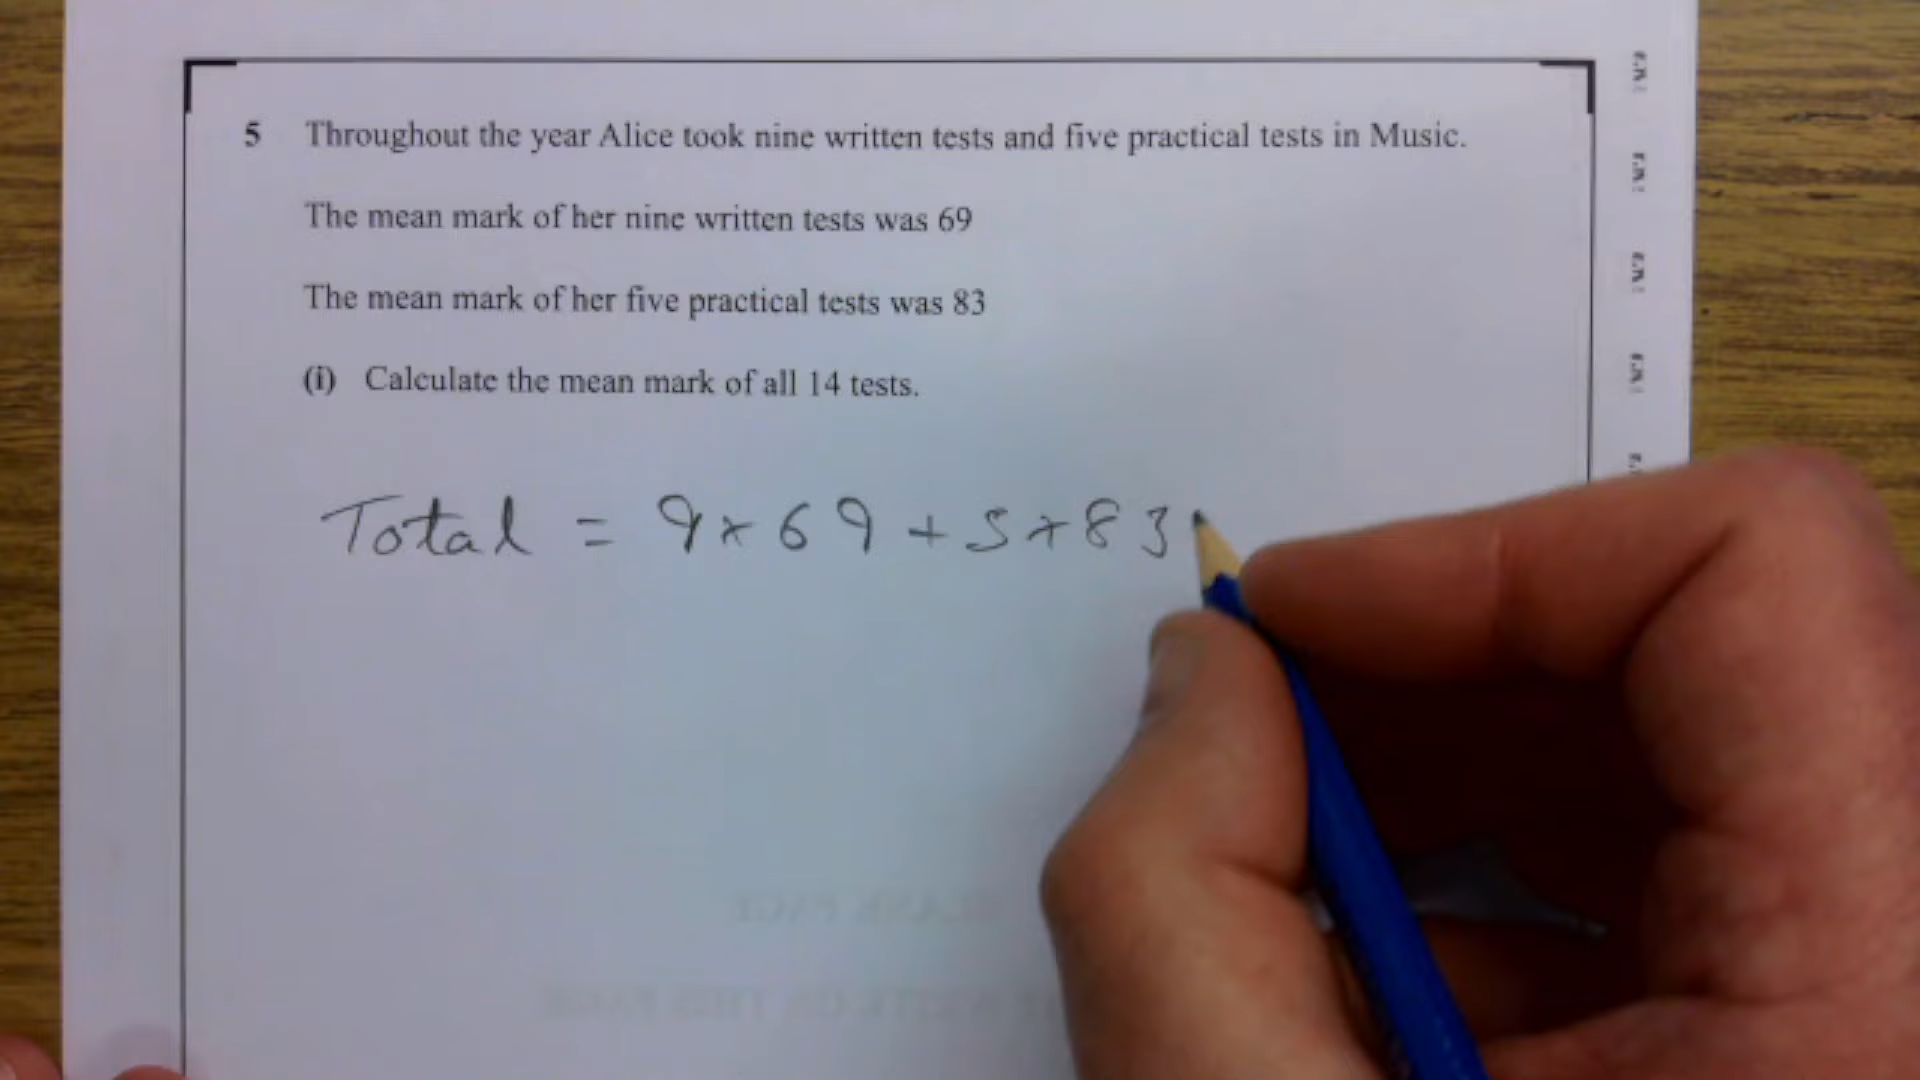 5 Throughout the year Alice took nine written tests and five practical tests in Music.
The mean mark of her nine written tests was 69
The mean mark of her five practical tests was 83
(i) Calculate the mean mark of all 14 tests.
Total = 9 × 69 + 5 × 83